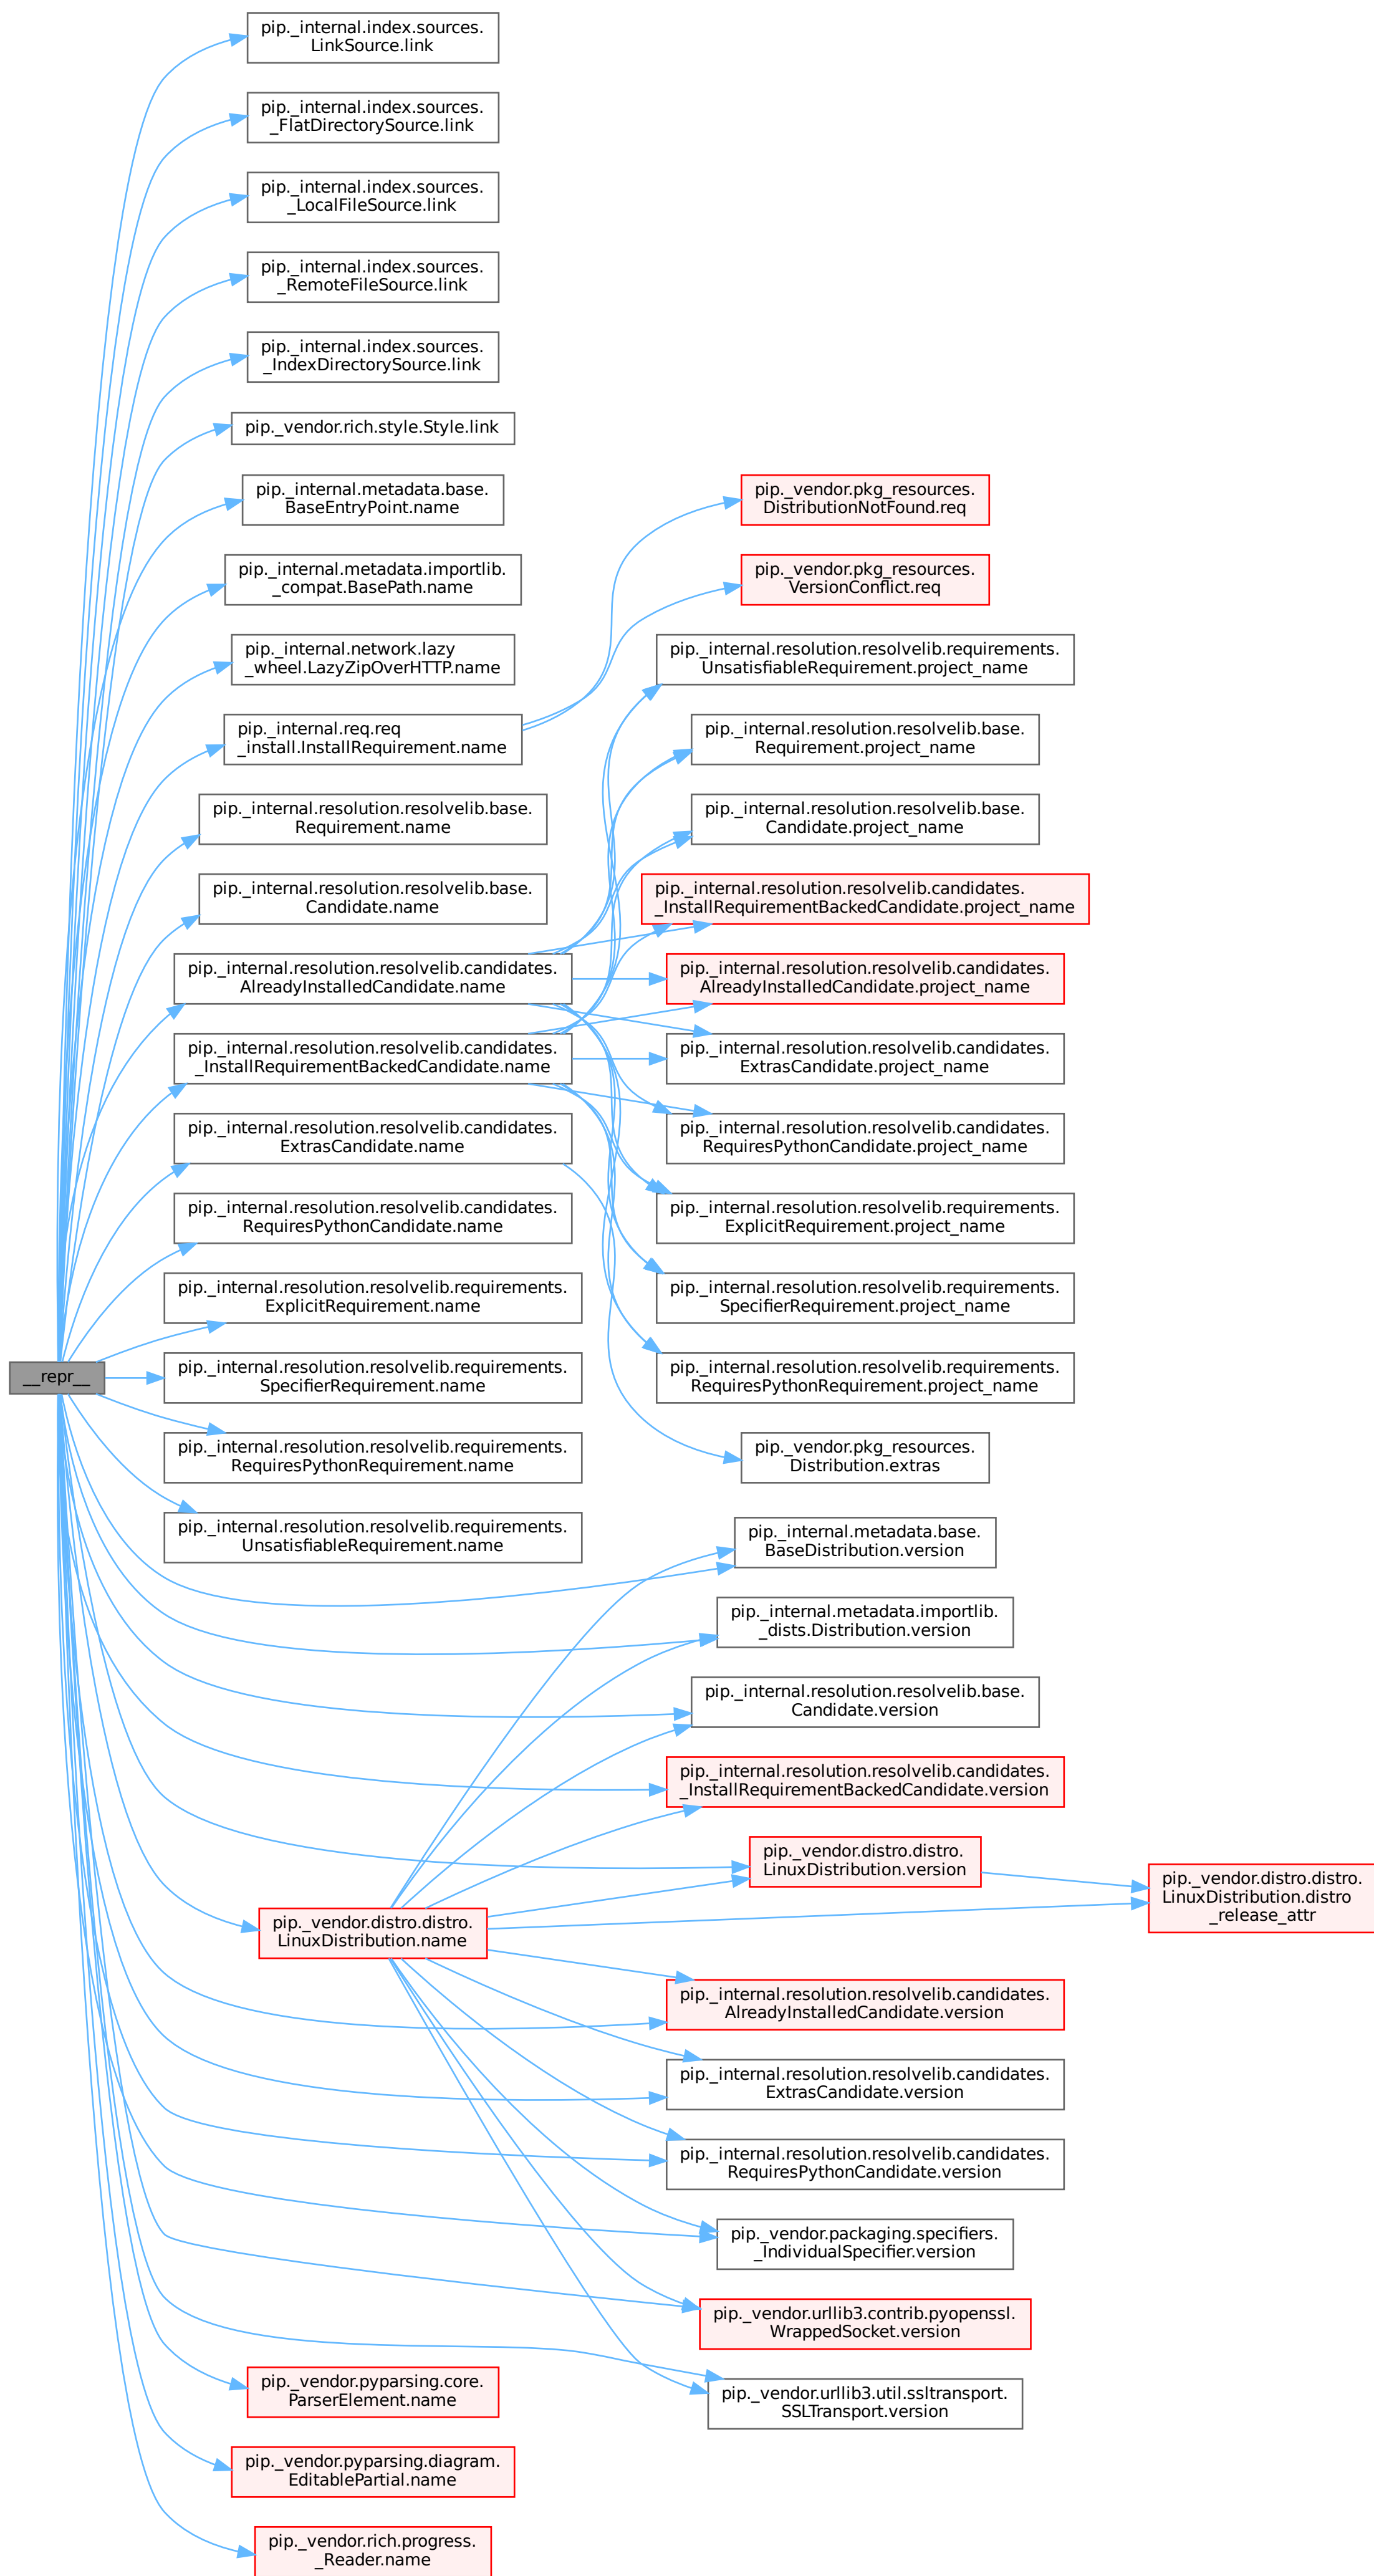 pip._internal.index.sources.
LinkSource.link
pip._internal.index.sources.
_FlatDirectorySource.link
pip._internal.index.sources.
_LocalFileSource.link
pip._internal.index.sources.
_RemoteFileSource.link
pip._internal.index.sources.
_IndexDirectorySource.link
pip._vendor.rich.style.Style.link
pip._internal.metadata.base.
BaseEntryPoint.name
pip._internal.metadata.importlib.
_compat.BasePath.name
pip._internal.network.lazy
_wheel.LazyZipOverHTTP.name
pip._internal.req.req
_install.InstallRequirement.name
pip._internal.resolution.resolvelib.base.
Requirement.name
pip._internal.resolution.resolvelib.base.
Candidate.name
pip._internal.resolution.resolvelib.candidates.
AlreadyInstalledCandidate.name
pip._internal.resolution.resolvelib.candidates.
_InstallRequirementBackedCandidate.name
pip._internal.resolution.resolvelib.candidates.
ExtrasCandidate.name
pip._internal.resolution.resolvelib.candidates.
RequiresPythonCandidate.name
pip._internal.resolution.resolvelib.requirements.
ExplicitRequirement.name
__repr__
pip._internal.resolution.resolvelib.requirements.
SpecifierRequirement.name
pip._internal.resolution.resolvelib.requirements.
RequiresPythonRequirement.name
pip._internal.resolution.resolvelib.requirements.
UnsatisfiableRequirement.name
pip._vendor.distro.distro.
LinuxDistribution.name
pip._vendor.pyparsing.core.
ParserElement.name
pip._vendor.pyparsing.diagram.
EditablePartial.name
pip._vendor.rich.progress.
_Reader.name
pip._vendor.pkg_resources.
DistributionNotFound.req
pip._vendor.pkg_resources.
VersionConflict.req
pip._internal.resolution.resolvelib.requirements.
UnsatisfiableRequirement.project_name
pip._internal.resolution.resolvelib.base.
Requirement.project_name
pip._internal.resolution.resolvelib.base.
Candidate.project_name
pip._internal.resolution.resolvelib.candidates.
_InstallRequirementBackedCandidate.project_name
pip._internal.resolution.resolvelib.candidates.
AlreadyInstalledCandidate.project_name
pip._internal.resolution.resolvelib.candidates.
ExtrasCandidate.project_name
pip._internal.resolution.resolvelib.candidates.
RequiresPythonCandidate.project_name
pip._internal.resolution.resolvelib.requirements.
ExplicitRequirement.project_name
pip._internal.resolution.resolvelib.requirements.
SpecifierRequirement.project_name
pip._internal.resolution.resolvelib.requirements.
RequiresPythonRequirement.project_name
pip._vendor.pkg_resources.
Distribution.extras
pip._internal.metadata.base.
BaseDistribution.version
pip._internal.metadata.importlib.
_dists.Distribution.version
pip._internal.resolution.resolvelib.base.
Candidate.version
pip._internal.resolution.resolvelib.candidates.
_InstallRequirementBackedCandidate.version
pip._vendor.distro.distro.
LinuxDistribution.version
pip._vendor.distro.distro.
LinuxDistribution.distro
_release_attr
pip._internal.resolution.resolvelib.candidates.
AlreadyInstalledCandidate.version
pip._internal.resolution.resolvelib.candidates.
ExtrasCandidate.version
pip._internal.resolution.resolvelib.candidates.
RequiresPythonCandidate.version
pip._vendor.packaging.specifiers.
_IndividualSpecifier.version
pip._vendor.urllib3.contrib.pyopenssl.
WrappedSocket.version
pip._vendor.urllib3.util.ssltransport.
SSLTransport.version